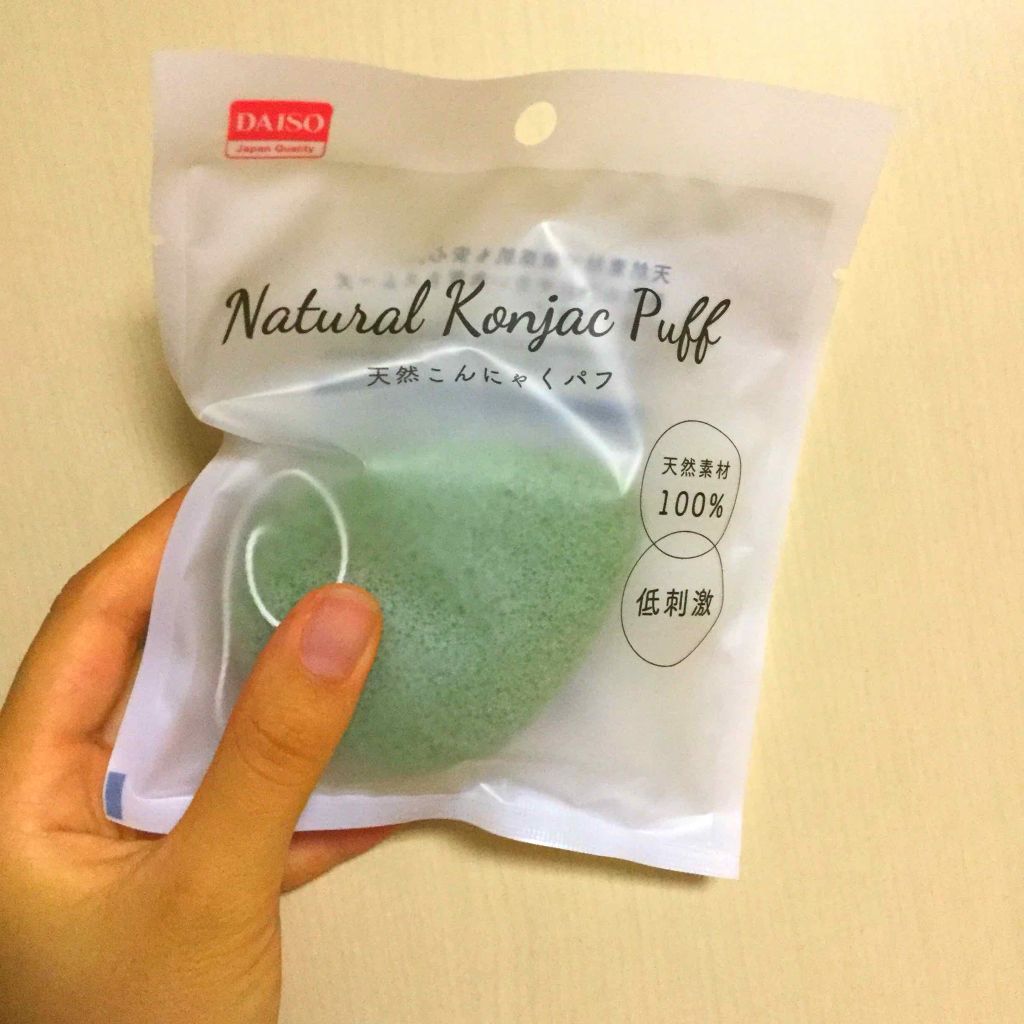 DAISO
Japan Quality
Natural Konjac Puff
天然こんにゃくパフ
天然素材
100%
低刺激